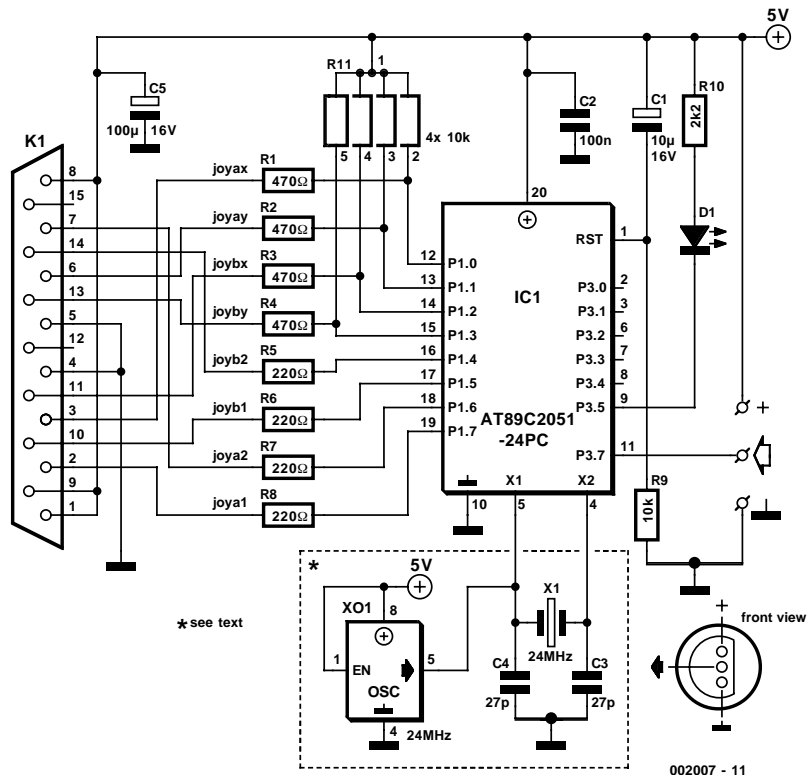 5V
C5
100µ 16V
R11
1
5 4 3 2
4x 10k
C2
100n
C1
10µ
16V
R10
2k2
D1
K1
8
15
7
14
6
13
5
12
4
11
3
10
2
9
1
joyax
R1
470Ω
joyay
R2
470Ω
joybx
R3
470Ω
joyby
R4
470Ω
joyb2
R5
220Ω
joyb1
R6
220Ω
joya2
R7
220Ω
joya1
R8
220Ω
20
IC1
AT89C2051
-24PC
12 P1.0
13 P1.1
14 P1.2
15 P1.3
16 P1.4
17 P1.5
18 P1.6
19 P1.7
RST 1
P3.0 2
P3.1 3
P3.2 6
P3.3 7
P3.4 8
P3.5 9
P3.7 11
X1 X2
10 5 4
+
R9
10k
*
5V
XO1
8
1 EN
5
OSC
4
24MHz
X1
24MHz
C4
27p
C3
27p
* see text
+
front view
002007 - 11